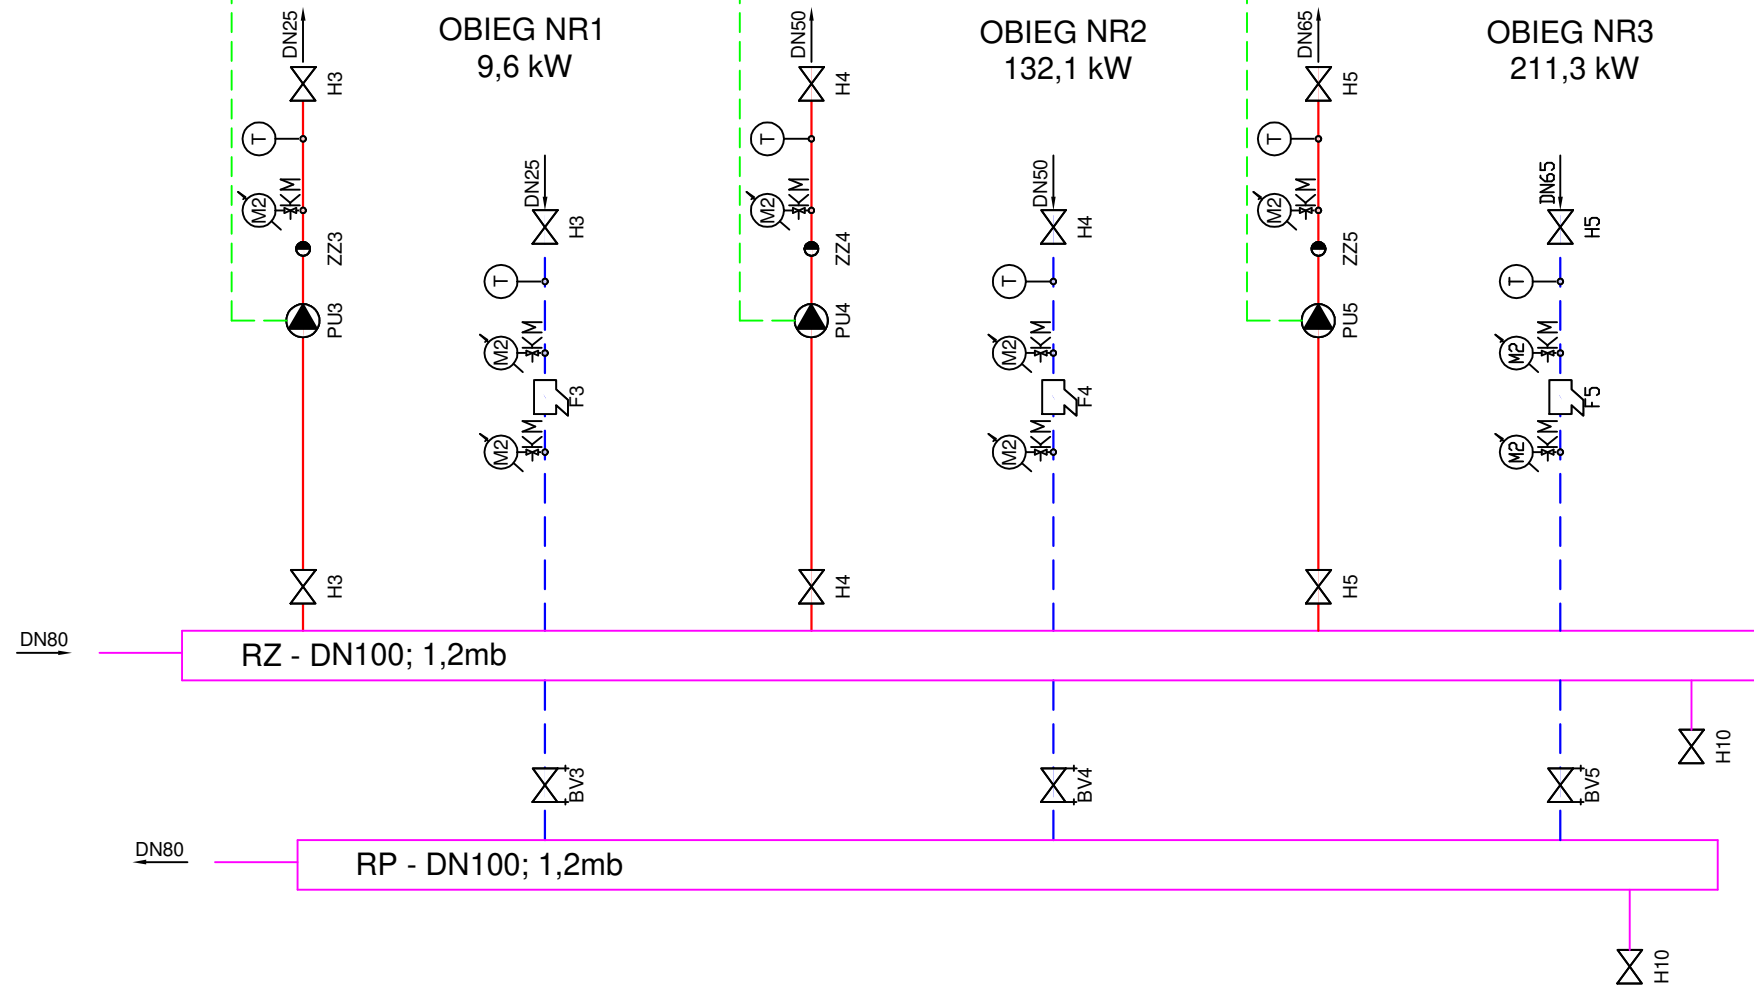 DN25
OBIEG NR1
9,6 kW
DN50
OBIEG NR2
132,1 kW
DN65
OBIEG NR3
211,3 kW
H3
H4
H5
T
T
T
DN25
DN50
DN65
M2
KM
M2
KM
M2
KM
H3
H4
H5
ZZ3
ZZ4
ZZ5
T
T
T
PU3
PU4
PU5
M2
KM
M2
KM
M2
KM
F3
F4
F5
M2
KM
M2
KM
M2
KM
H3
H4
H5
DN80
RZ - DN100; 1,2mb
H10
BV3
BV4
BV5
DN80
RP - DN100; 1,2mb
H10